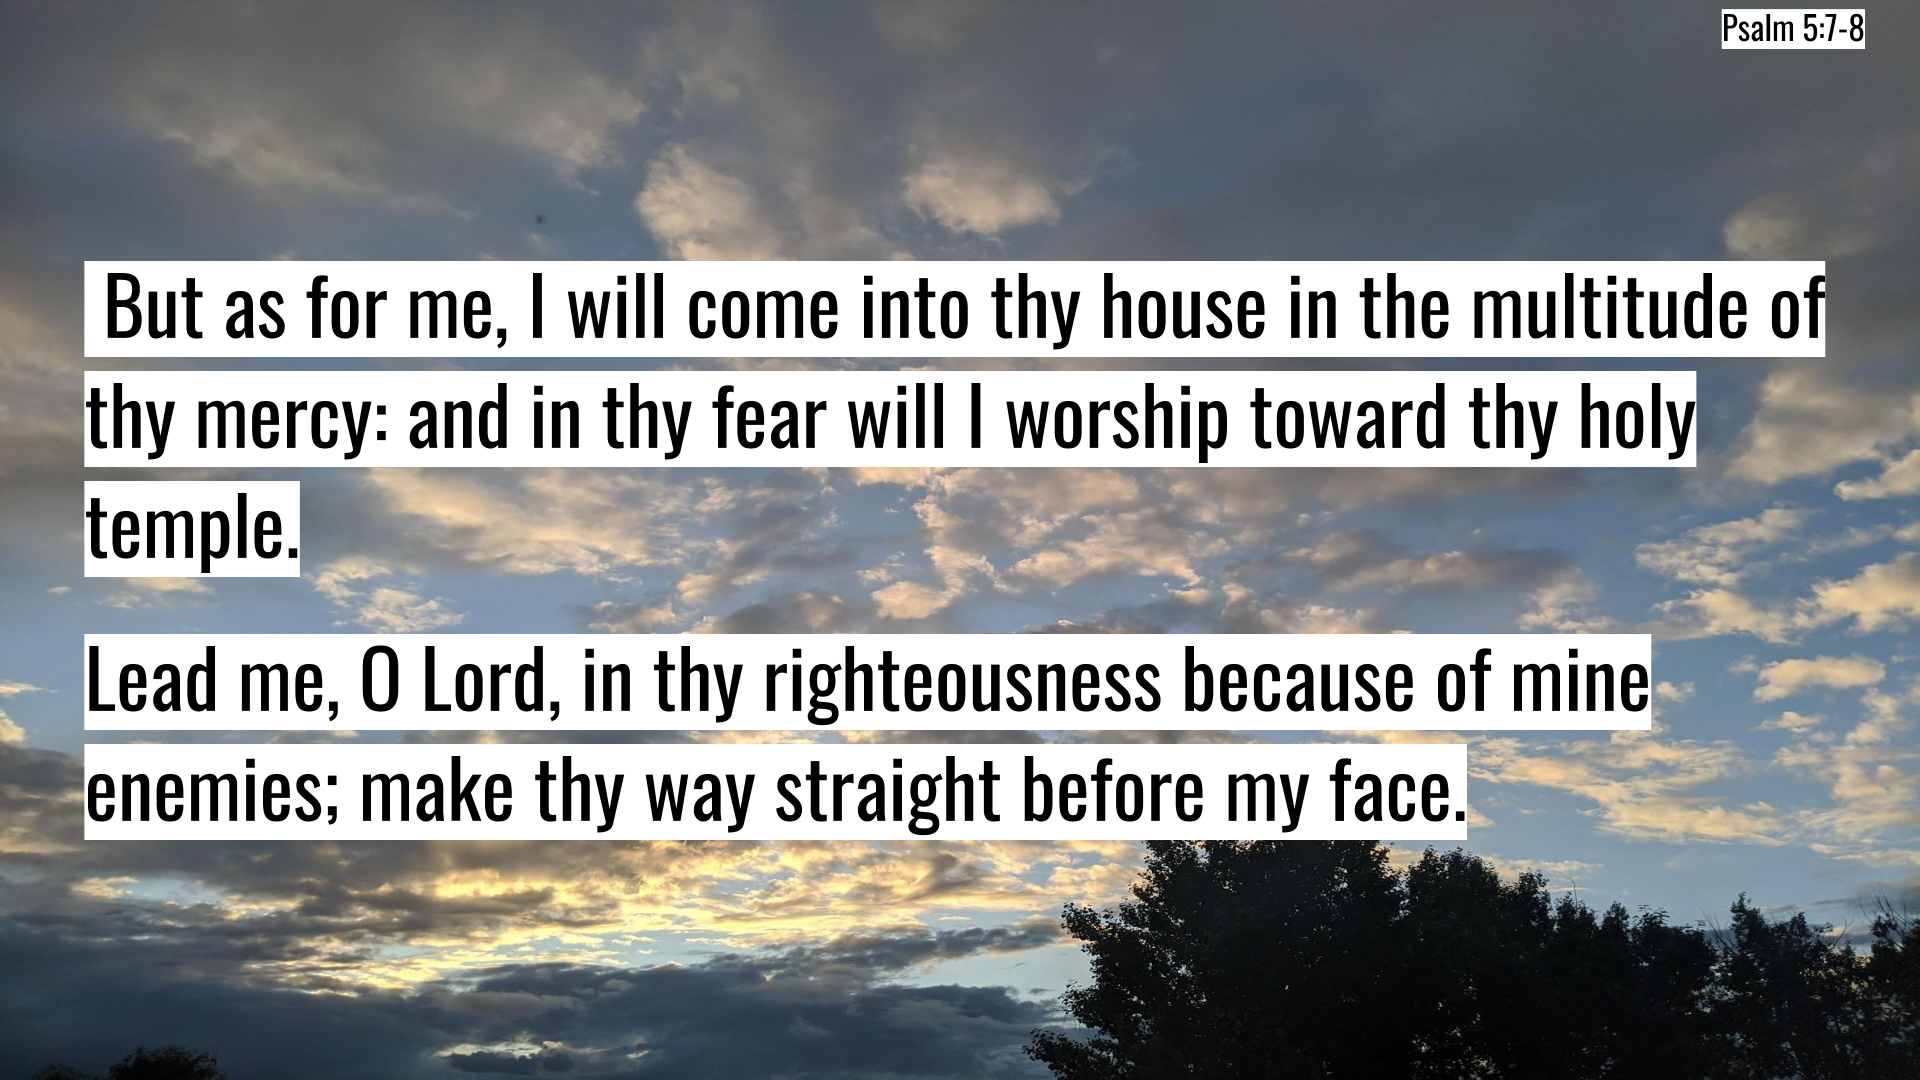 Psalm 5:7-8
But as for me, I will come into thy house in the multitude of
thy mercy: and in thy fear will I worship toward thy holy
temple.
Lead me, O Lord, in thy righteousness because of mine
enemies; make thy way straight before my face.